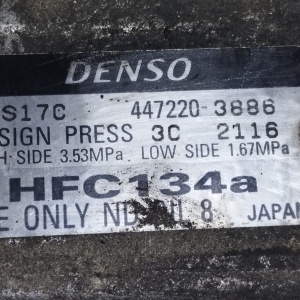 DENSO
S17C 447220-3886
SIGN PRESS 3C 2116
H SIDE 3.53MPa LOW SIDE 1.67MPa
HFC134a
E ONLY ND 8 JAPAN